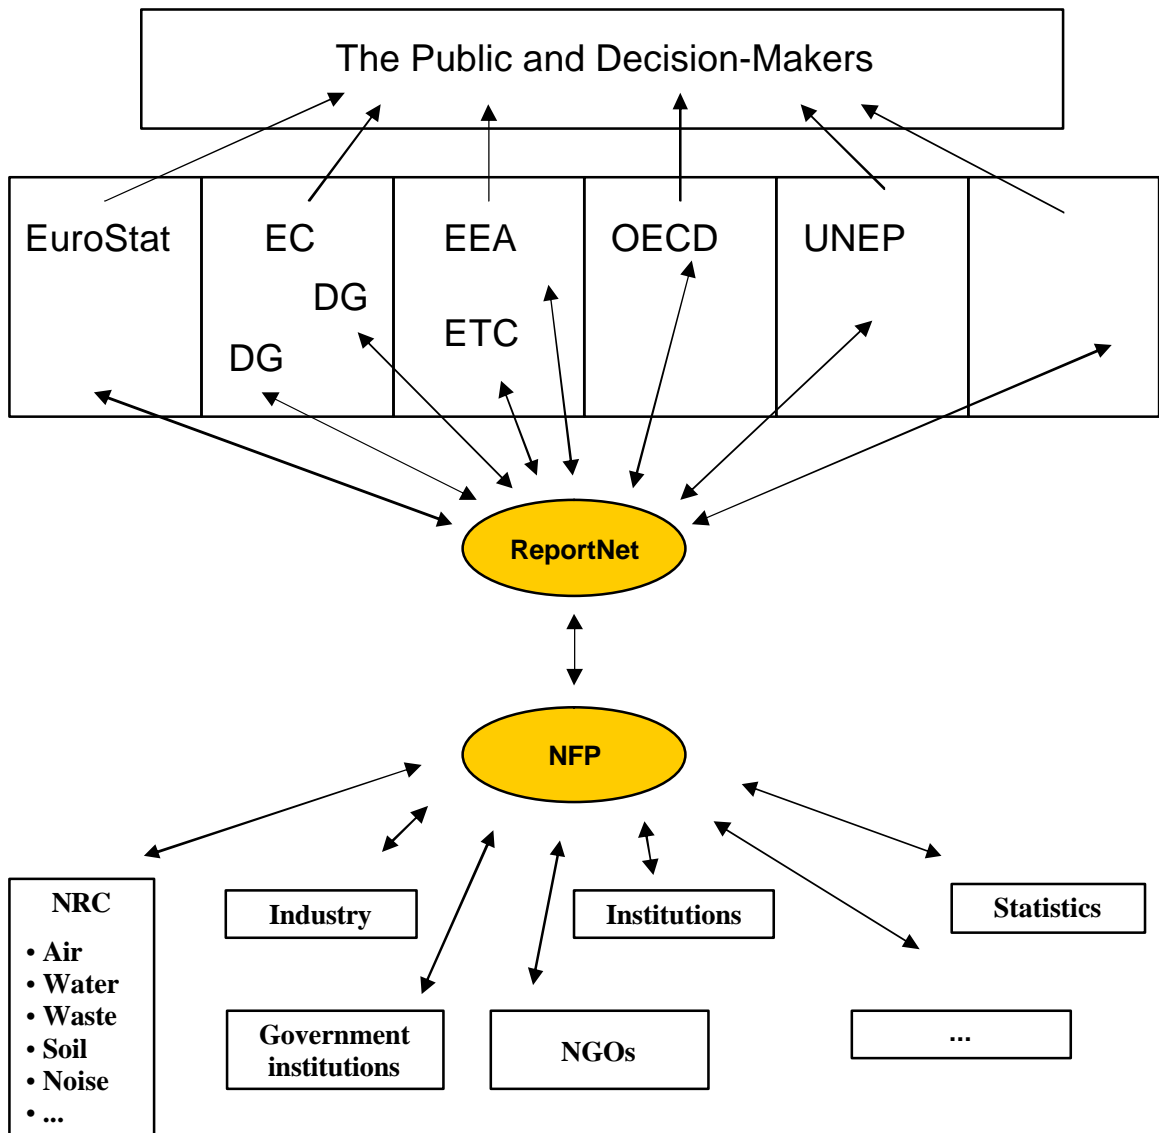 The Public and Decision-Makers
EuroStat
EC
EEA
OECD
UNEP
DG
ETC
DG
ReportNet
NFP
NRC
• Air
• Water
• Waste
• Soil
• Noise
• ...
Industry
Institutions
Statistics
Government
institutions
NGOs
...